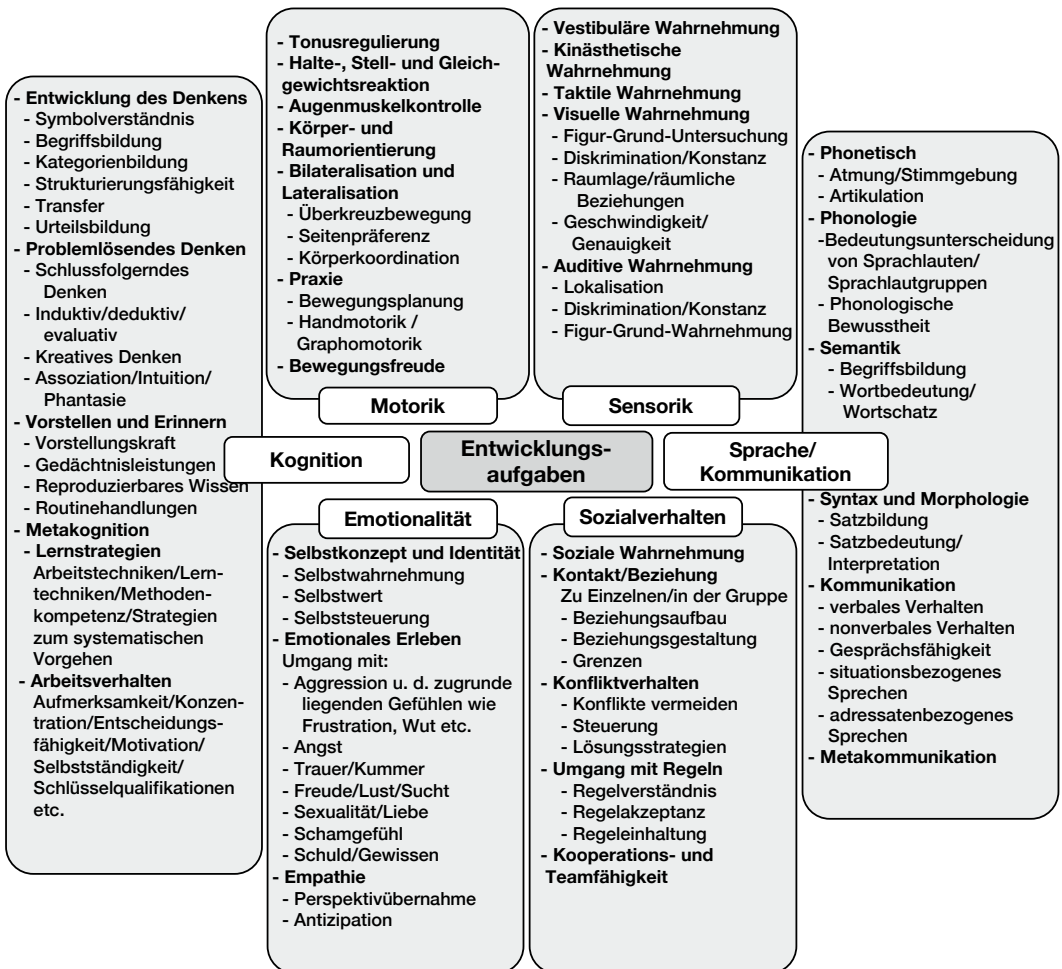 - Entwicklung des Denkens
- Symbolverständnis
- Begriffsbildung
- Kategorienbildung
- Strukturierungsfähigkeit
- Transfer
- Urteilsbildung
- Problemlösendes Denken
- Schlussfolgerndes
Denken
- Induktiv/deduktiv/
evaluativ
- Kreatives Denken
- Assoziation/Intuition/
Phantasie
- Vorstellen und Erinnern
- Vorstellungskraft
- Gedächtnisleistungen
- Reproduzierbares Wissen
- Routinehandlungen
- Metakognition
- Lernstrategien
Arbeitstechniken/Lern-
techniken/Methoden-
kompetenz/Strategien
zum systematischen
Vorgehen
- Arbeitsverhalten
Aufmerksamkeit/Konzen-
tration/Entscheidungs-
fähigkeit/Motivation/
Selbstständigkeit/
Schlüsselqualifikationen
etc.
- Tonusregulierung
- Halte-, Stell- und Gleich-
gewichtsreaktion
- Augenmuskelkontrolle
- Körper- und
Raumorientierung
- Bilateralisation und
Lateralisation
- Überkreuzbewegung
- Seitenpräferenz
- Körperkoordination
- Praxie
- Bewegungsplanung
- Handmotorik /
Graphomotorik
- Bewegungsfreude
Motorik
- Vestibuläre Wahrnehmung
- Kinästhetische
Wahrnehmung
- Taktile Wahrnehmung
- Visuelle Wahrnehmung
- Figur-Grund-Untersuchung
- Diskrimination/Konstanz
- Raumlage/räumliche
Beziehungen
- Geschwindigkeit/
Genauigkeit
- Auditive Wahrnehmung
- Lokalisation
- Diskrimination/Konstanz
- Figur-Grund-Wahrnehmung
Sensorik
Kognition
Entwicklungs-
aufgaben
Sprache/
Kommunikation
- Phonetisch
- Atmung/Stimmgebung
- Artikulation
- Phonologie
-Bedeutungsunterscheidung
von Sprachlauten/
Sprachlautgruppen
- Phonologische
Bewusstheit
- Semantik
- Begriffsbildung
- Wortbedeutung/
Wortschatz
- Syntax und Morphologie
- Satzbildung
- Satzbedeutung/
Interpretation
- Kommunikation
- verbales Verhalten
- nonverbales Verhalten
- Gesprächsfähigkeit
- situationsbezogenes
Sprechen
- adressatenbezogenes
Sprechen
- Metakommunikation
Emotionalität
- Selbstkonzept und Identität
- Selbstwahrnehmung
- Selbstwert
- Selbststeuerung
- Emotionales Erleben
Umgang mit:
- Aggression u. d. zugrunde
liegenden Gefühlen wie
Frustration, Wut etc.
- Angst
- Trauer/Kummer
- Freude/Lust/Sucht
- Sexualität/Liebe
- Schamgefühl
- Schuld/Gewissen
- Empathie
- Perspektivübernahme
- Antizipation
Sozialverhalten
- Soziale Wahrnehmung
- Kontakt/Beziehung
Zu Einzelnen/in der Gruppe
- Beziehungsaufbau
- Beziehungsgestaltung
- Grenzen
- Konfliktverhalten
- Konflikte vermeiden
- Steuerung
- Lösungsstrategien
- Umgang mit Regeln
- Regelverständnis
- Regelakzeptanz
- Regeleinhaltung
- Kooperations- und
Teamfähigkeit